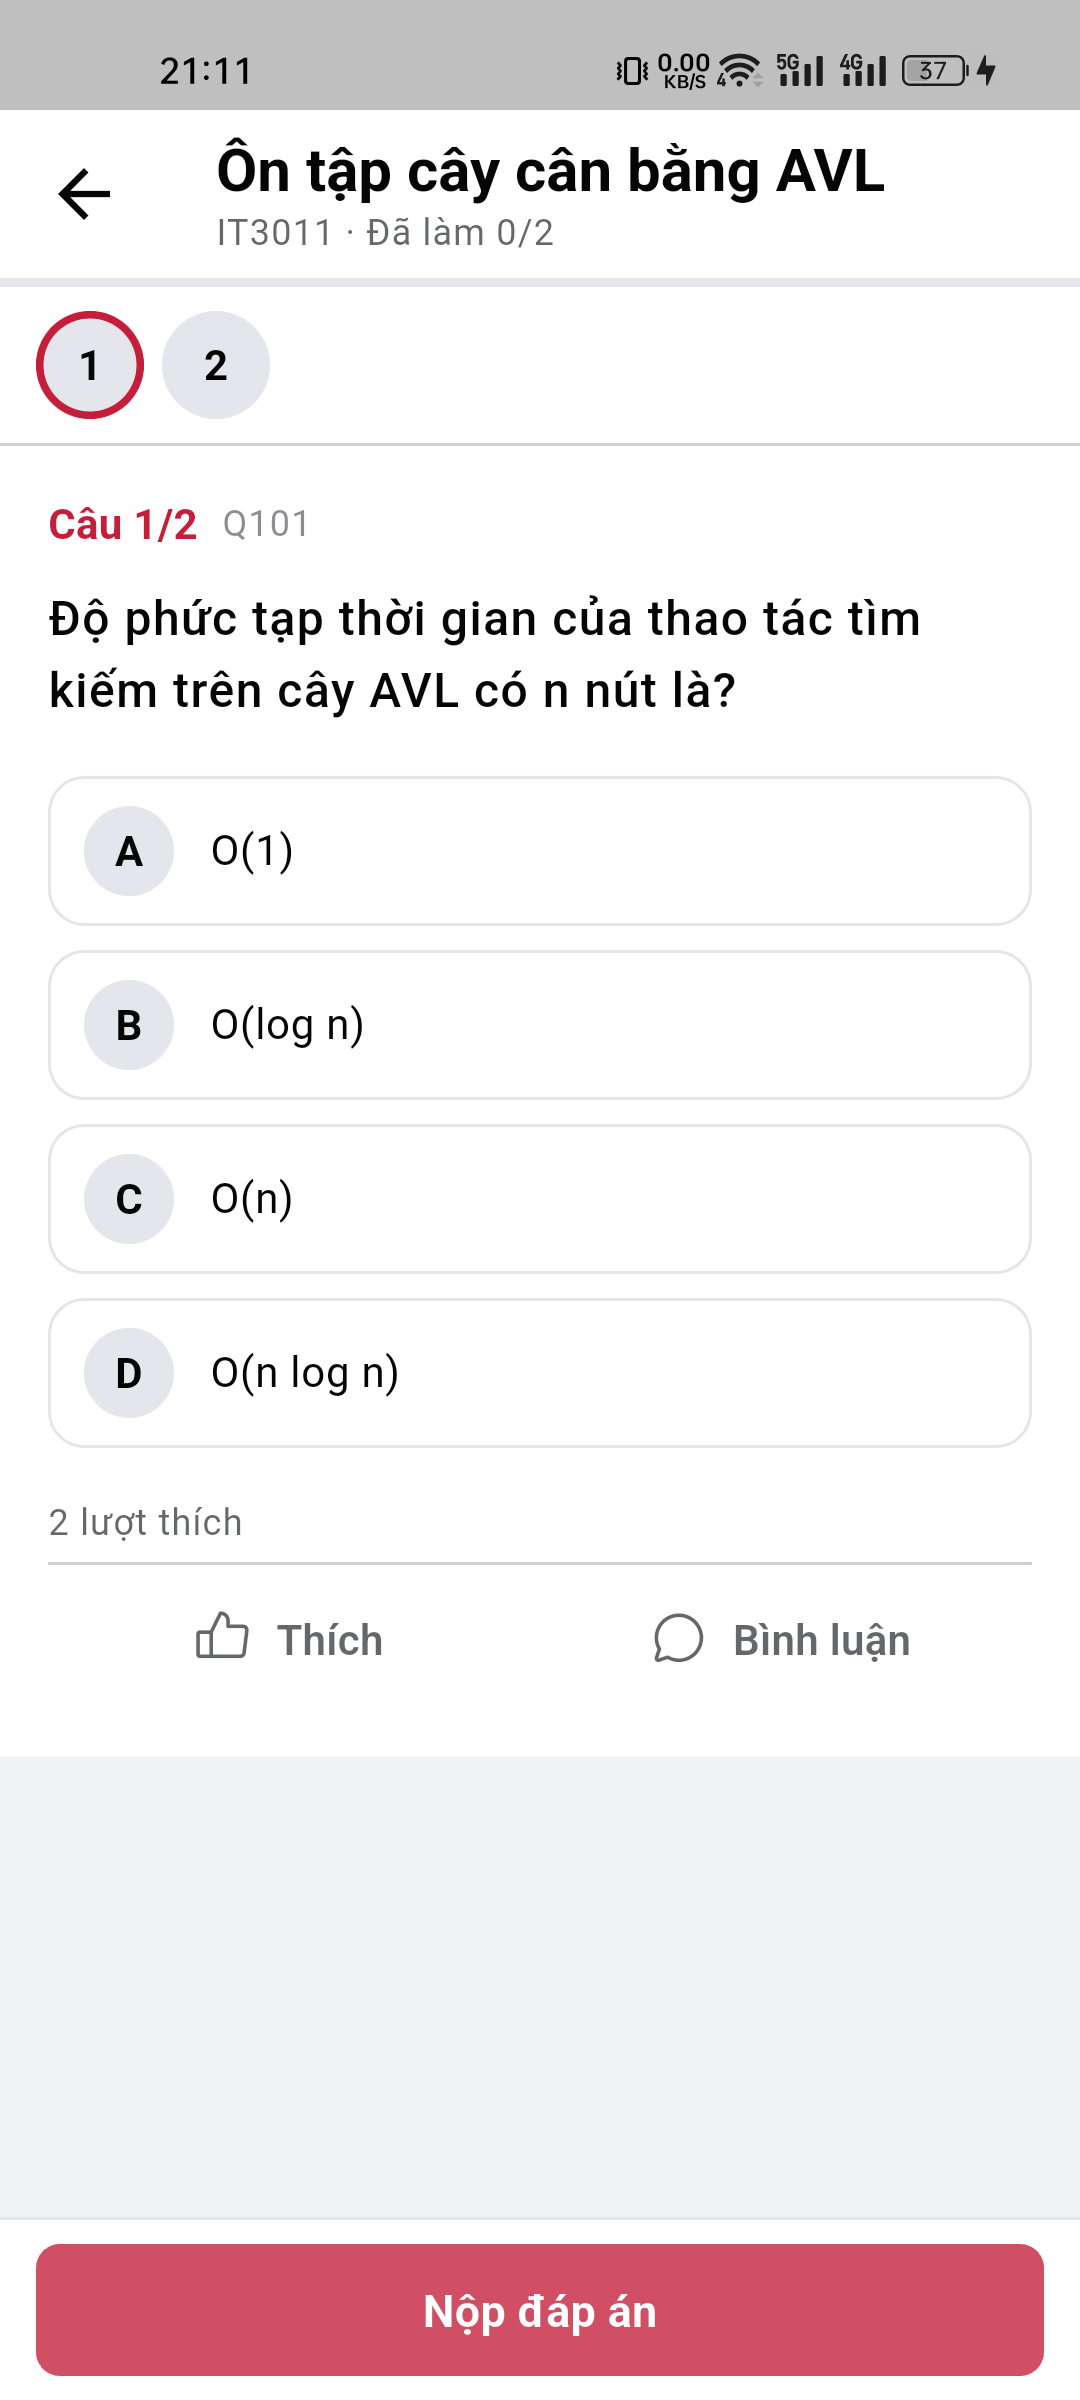 21:11 0.00 KB/S 4 5G 4G 37
Ôn tập cây cân bằng AVL
IT3011 · Đã làm 0/2
1 2
Câu 1/2 Q101
Độ phức tạp thời gian của thao tác tìm
kiếm trên cây AVL có n nút là?
A O(1)
B O(log n)
C O(n)
D O(n log n)
2 lượt thích
Thích Bình luận
Nộp đáp án